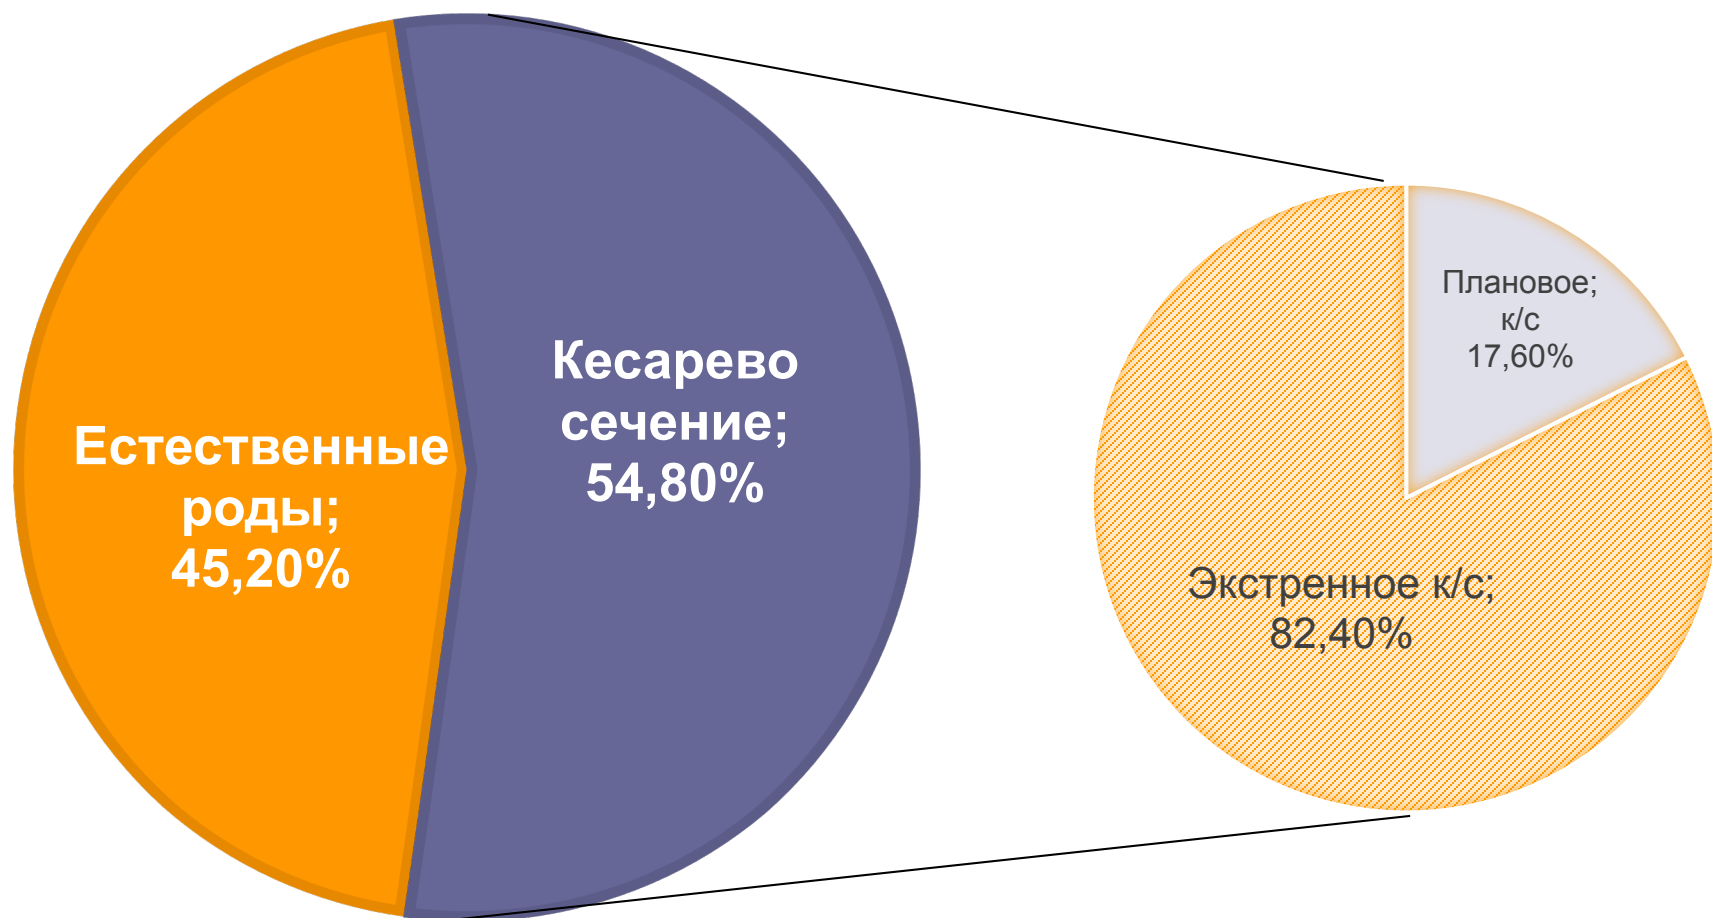 Естественные
роды;
45,20%
Кесарево
сечение;
54,80%
Плановое;
к/с
17,60%
Экстренное к/с;
82,40%